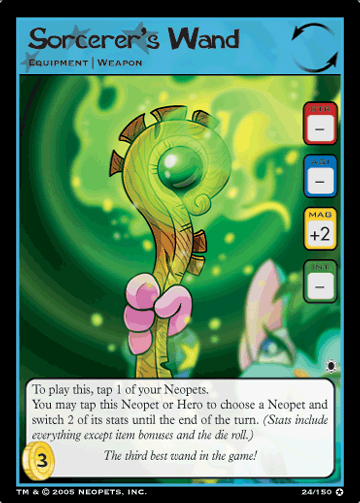 Sorcerer's Wand
Equipment | Weapon
STR
–
AGI
–
MAG
+2
INT
–
To play this, tap 1 of your Neopets.
You may tap this Neopet or Hero to choose a Neopet and
switch 2 of its stats until the end of the turn. (Stats include
everything except item bonuses and the die roll.)
The third best wand in the game!
3
TM & © 2005 NEOPETS, INC.
24/150